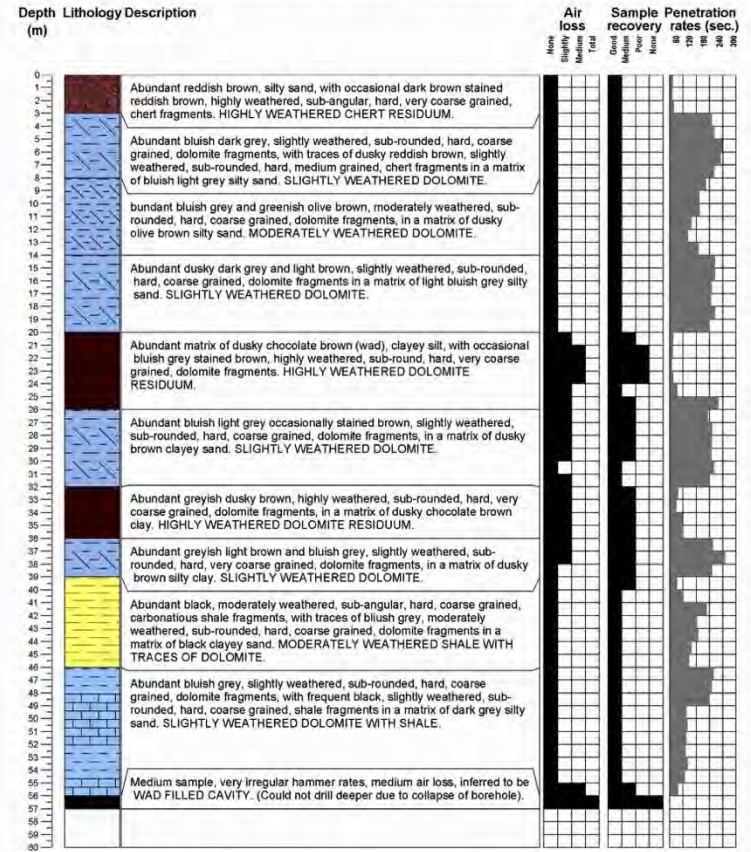 Depth Lithology Description Air Sample Penetration
(m) loss recovery rates (sec.)
None Slightly Medium Total Good Medium Poor None 60 120 180 240 300
0
1
2
3
4
5
6
7
8
9
10
11
12
13
14
15
16
17
18
19
20
21
22
23
24
25
26
27
28
29
30
31
32
33
34
35
36
37
38
39
40
41
42
43
44
45
46
47
48
49
50
51
52
53
54
55
56
57
58
59
60
Abundant reddish brown, silty sand, with occasional dark brown stained
reddish brown, highly weathered, sub-angular, hard, very coarse grained,
chert fragments. HIGHLY WEATHERED CHERT RESIDUUM.
Abundant bluish dark grey, slightly weathered, sub-rounded, hard, coarse
grained, dolomite fragments, with traces of dusky reddish brown, slightly
weathered, sub-rounded, hard, medium grained, chert fragments in a matrix
of bluish light grey silty sand. SLIGHTLY WEATHERED DOLOMITE.
bundant bluish grey and greenish olive brown, moderately weathered, sub-
rounded, hard, coarse grained, dolomite fragments, in a matrix of dusky
olive brown silty sand. MODERATELY WEATHERED DOLOMITE.
Abundant dusky dark grey and light brown, slightly weathered, sub-rounded,
hard, coarse grained, dolomite fragments in a matrix of light bluish grey silty
sand. SLIGHTLY WEATHERED DOLOMITE.
Abundant matrix of dusky chocolate brown (wad), clayey silt, with occasional
bluish grey stained brown, highly weathered, sub-round, hard, very coarse
grained, dolomite fragments. HIGHLY WEATHERED DOLOMITE
RESIDUUM.
Abundant bluish light grey occasionally stained brown, slightly weathered,
sub-rounded, hard, coarse grained, dolomite fragments, in a matrix of dusky
brown clayey sand. SLIGHTLY WEATHERED DOLOMITE.
Abundant greyish dusky brown, highly weathered, sub-rounded, hard, very
coarse grained, dolomite fragments, in a matrix of dusky chocolate brown
clay. HIGHLY WEATHERED DOLOMITE RESIDUUM.
Abundant greyish light brown and bluish grey, slightly weathered, sub-
rounded, hard, very coarse grained, dolomite fragments, in a matrix of dusky
brown silty clay. SLIGHTLY WEATHERED DOLOMITE.
Abundant black, moderately weathered, sub-angular, hard, coarse grained,
carbonatious shale fragments, with traces of bliush grey, moderately
weathered, sub-rounded, hard, coarse grained, dolomite fragments in a
matrix of black clayey sand. MODERATELY WEATHERED SHALE WITH
TRACES OF DOLOMITE.
Abundant bluish grey, slightly weathered, sub-rounded, hard, coarse
grained, dolomite fragments, with frequent black, slightly weathered, sub-
rounded, hard, coarse grained, shale fragments in a matrix of dark grey silty
sand. SLIGHTLY WEATHERED DOLOMITE WITH SHALE.
Medium sample, very irregular hammer rates, medium air loss, inferred to be
WAD FILLED CAVITY. (Could not drill deeper due to collapse of borehole).